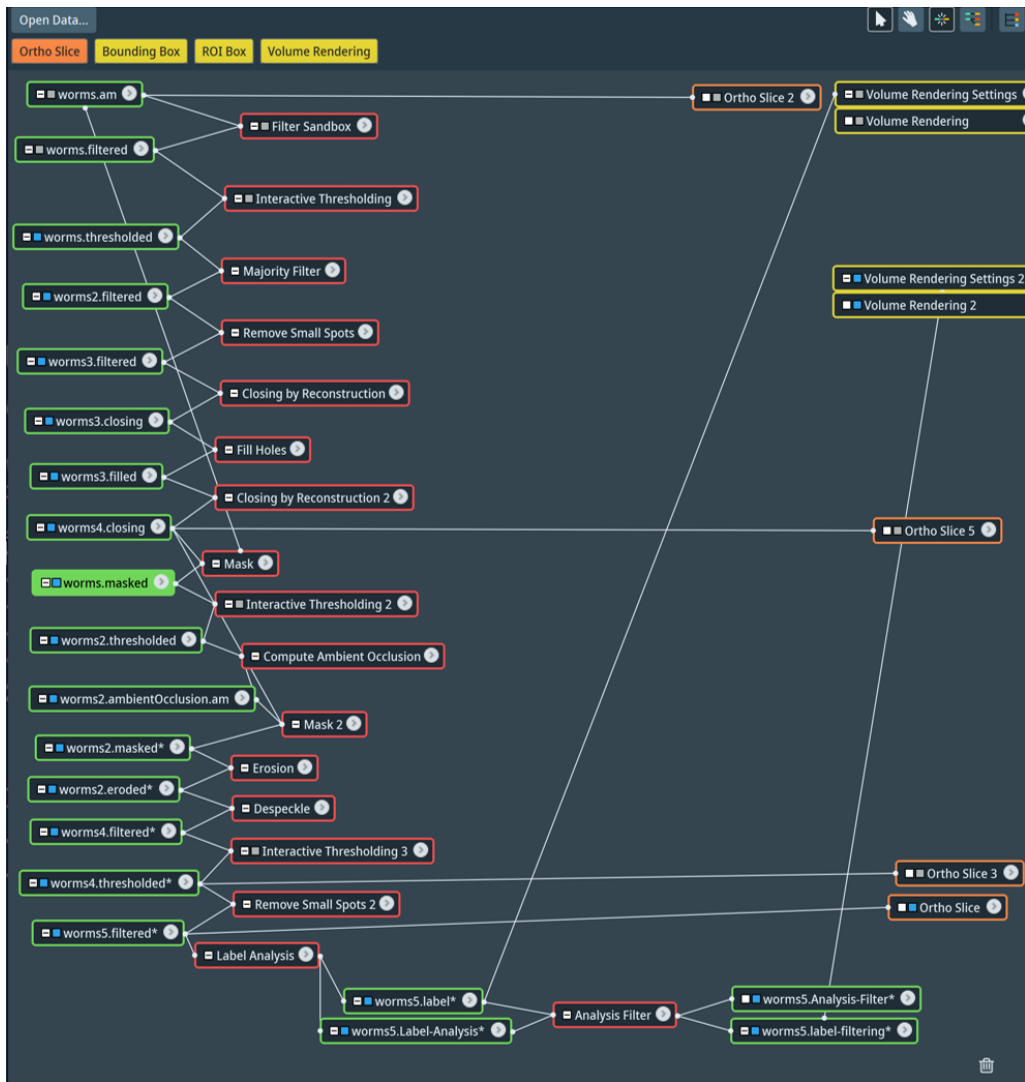 Open Data...
Ortho Slice
Bounding Box
ROI Box
Volume Rendering
worms.am
Ortho Slice 2
Volume Rendering Settings
Volume Rendering
Filter Sandbox
worms.filtered
Interactive Thresholding
worms.thresholded
Majority Filter
Volume Rendering Settings 2
worms2.filtered
Volume Rendering 2
Remove Small Spots
worms3.filtered
Closing by Reconstruction
worms3.closing
Fill Holes
worms3.filled
Closing by Reconstruction 2
worms4.closing
Ortho Slice 5
Mask
worms.masked
Interactive Thresholding 2
worms2.thresholded
Compute Ambient Occlusion
worms2.ambientOcclusion.am
Mask 2
worms2.masked*
Erosion
worms2.eroded*
Despeckle
worms4.filtered*
Interactive Thresholding 3
Ortho Slice 3
worms4.thresholded*
Remove Small Spots 2
Ortho Slice
worms5.filtered*
Label Analysis
worms5.label*
worms5.Analysis-Filter*
Analysis Filter
worms5.Label-Analysis*
worms5.label-filtering*